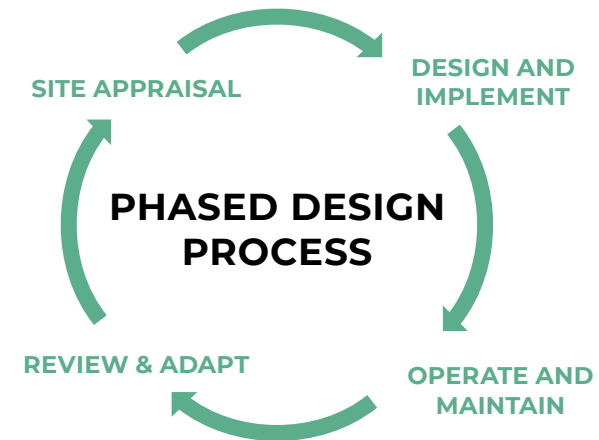 SITE APPRAISAL
DESIGN AND
IMPLEMENT
PHASED DESIGN
PROCESS
REVIEW & ADAPT
OPERATE AND
MAINTAIN